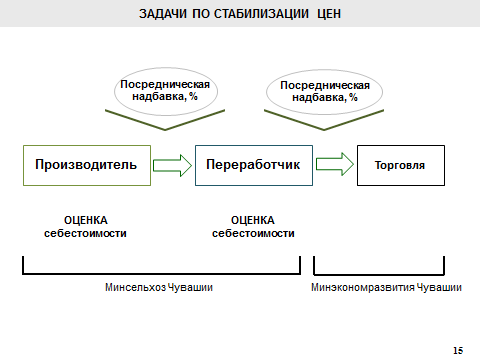 ЗАДАЧИ ПО СТАБИЛИЗАЦИИ ЦЕН
Посредническая
надбавка, %
Посредническая
надбавка, %
Производитель
Переработчик
Торговля
ОЦЕНКА
себестоимости
ОЦЕНКА
себестоимости
Минсельхоз Чувашии
Минэкономразвития Чувашии
15